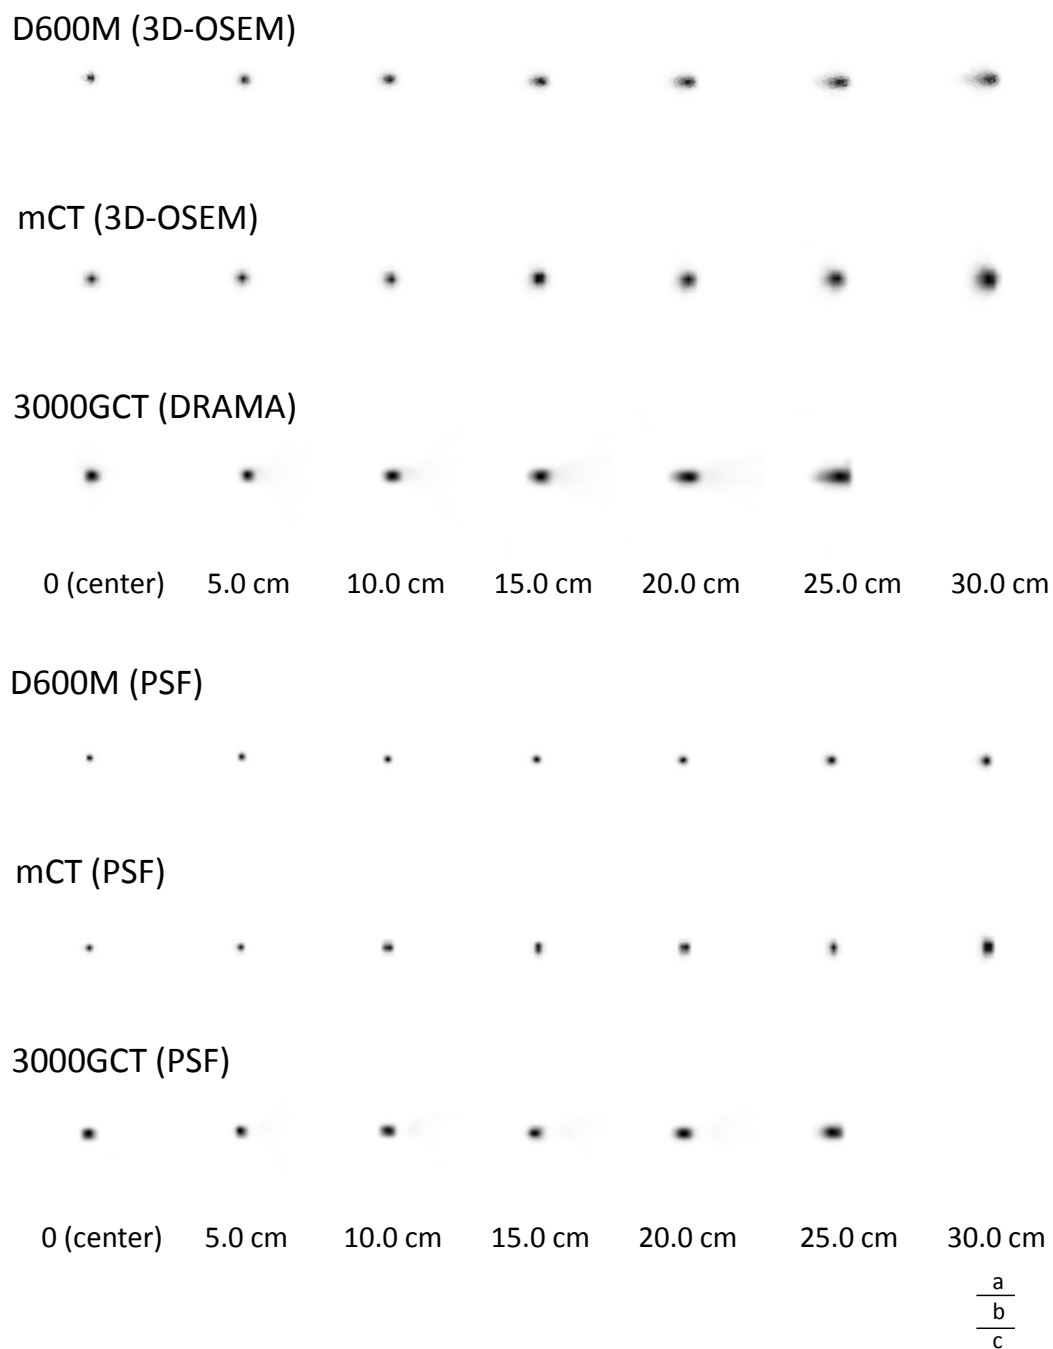 D600M (3D-OSEM)
mCT (3D-OSEM)
3000GCT (DRAMA)
0 (center) 5.0 cm 10.0 cm 15.0 cm 20.0 cm 25.0 cm 30.0 cm
D600M (PSF)
mCT (PSF)
3000GCT (PSF)
0 (center) 5.0 cm 10.0 cm 15.0 cm 20.0 cm 25.0 cm 30.0 cm
a
b
c